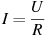 I = U/R